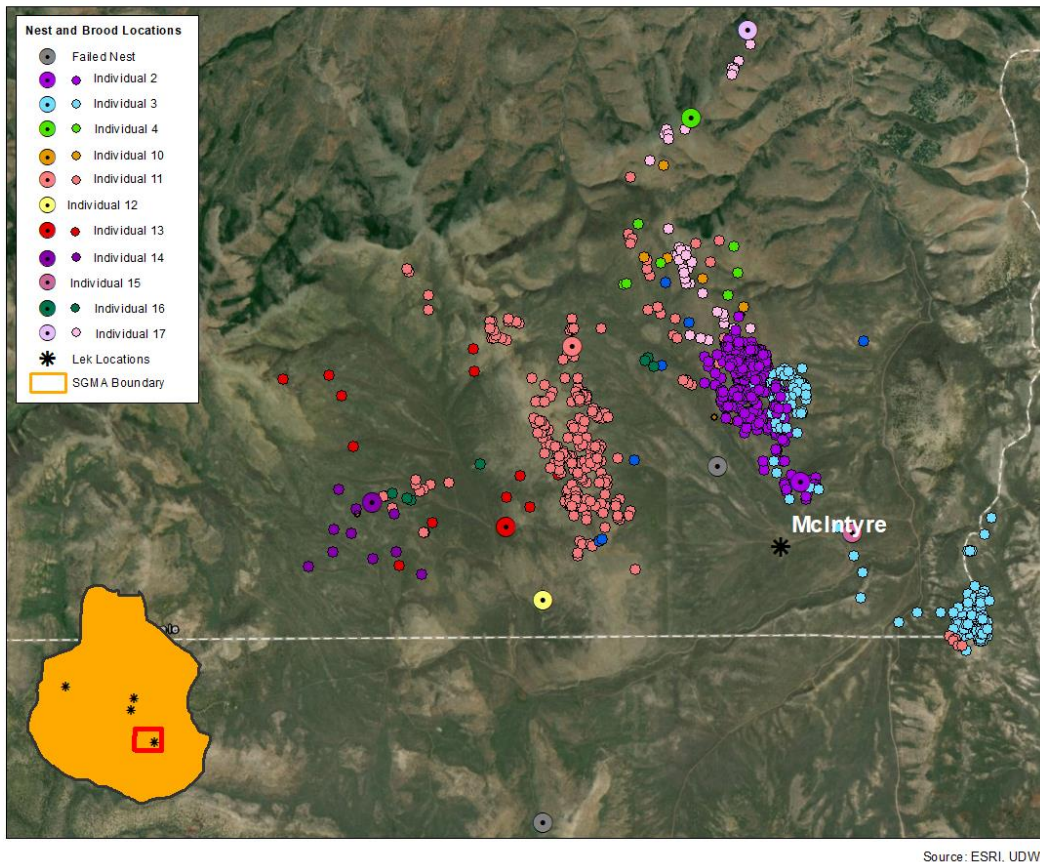 Nest and Brood Locations
Failed Nest
Individual 2
Individual 3
Individual 4
Individual 10
Individual 11
Individual 12
Individual 13
Individual 14
Individual 15
Individual 16
Individual 17
Lek Locations
SGMA Boundary
McIntyre
Source: ESRI. UDW